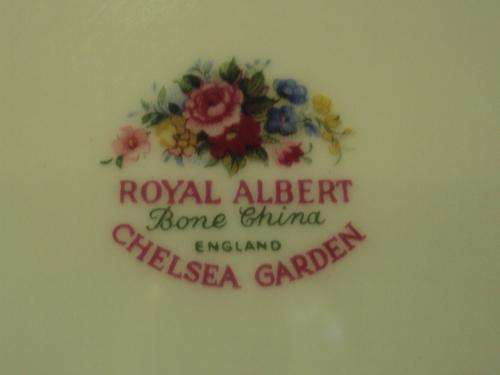 ROYAL ALBERT
Bone China
ENGLAND
CHELSEA GARDEN